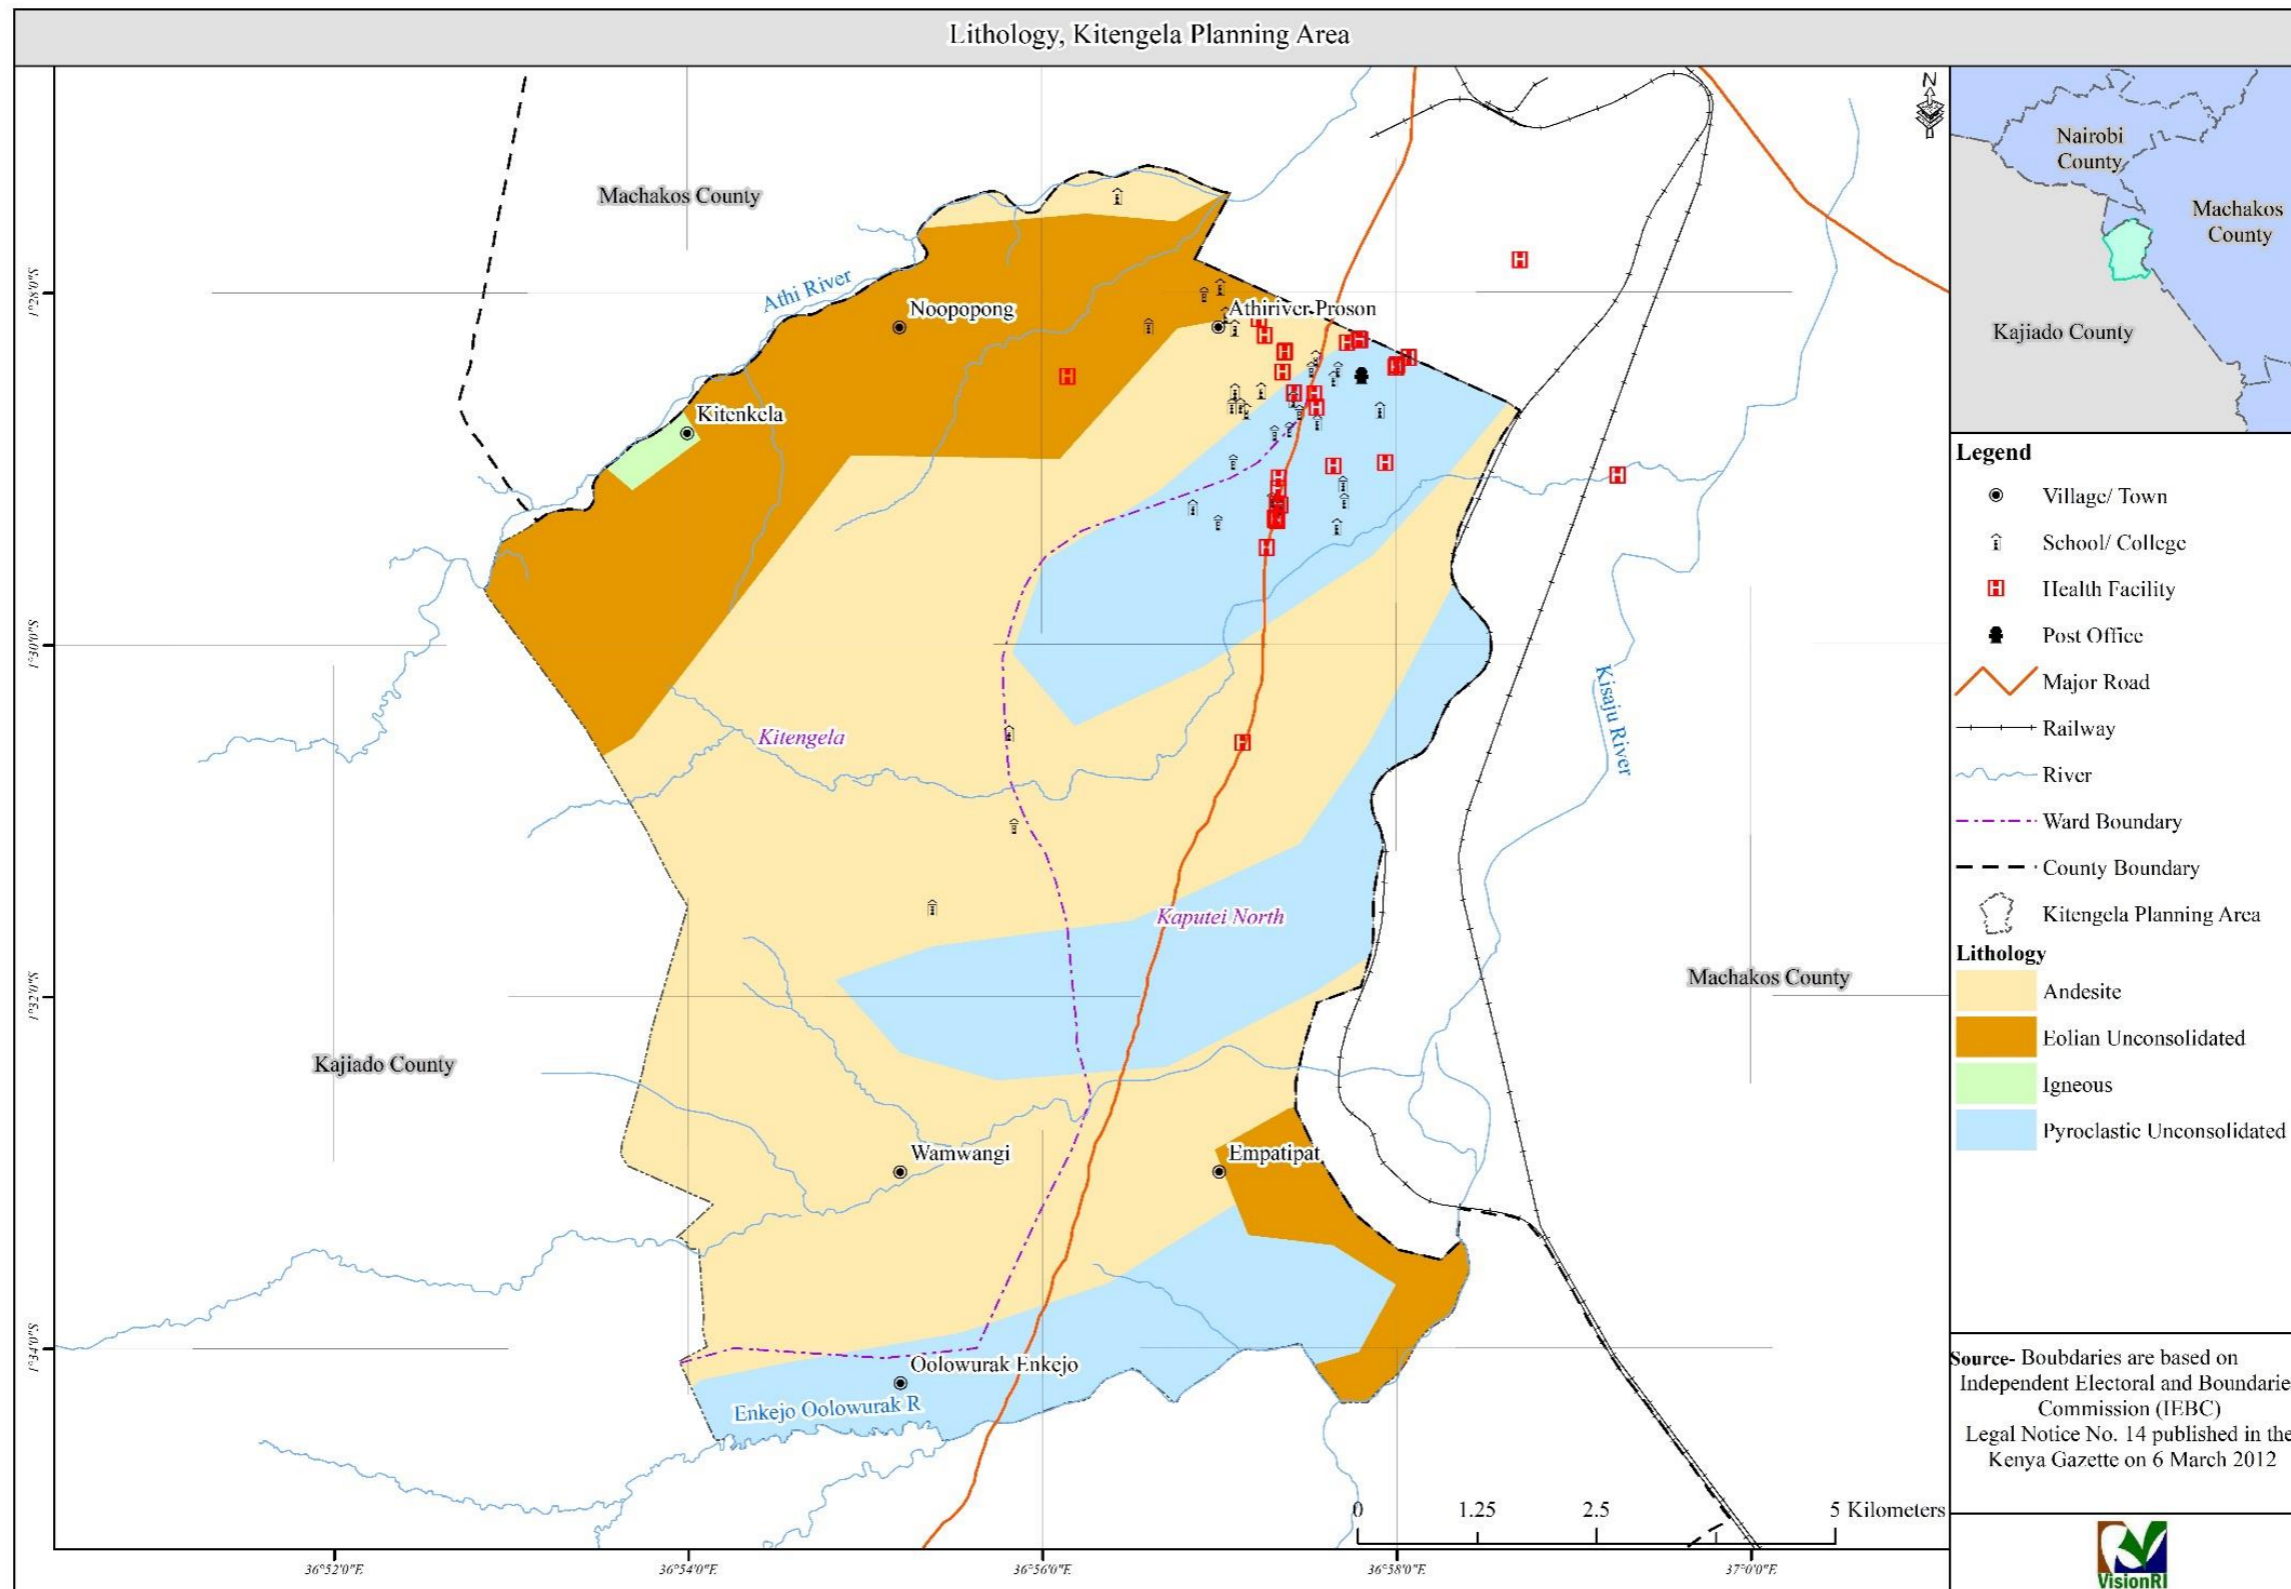 Lithology, Kitengela Planning Area
N
Machakos County
Athi River
Noopopong
Athiriver-Proson
Kitenkela
Kitengela
Kisaju River
Kaputei North
Machakos County
Kajiado County
Wamwangi
Empatipat
Oolowurak Enkejo
Enkejo Oolowurak R
0 1.25 2.5 5 Kilometers
1°28'0"S
1°30'0"S
1°32'0"S
1°34'0"S
36°52'0"E
36°54'0"E
36°56'0"E
36°58'0"E
37°0'0"E
Nairobi
County
Machakos
County
Kajiado County
Legend
Village/ Town
School/ College
H Health Facility
Post Office
Major Road
Railway
River
Ward Boundary
County Boundary
Kitengela Planning Area
Lithology
Andesite
Eolian Unconsolidated
Igneous
Pyroclastic Unconsolidated
Source- Boubdaries are based on
Independent Electoral and Boundarie
Commission (IEBC)
Legal Notice No. 14 published in the
Kenya Gazette on 6 March 2012
VisionRI